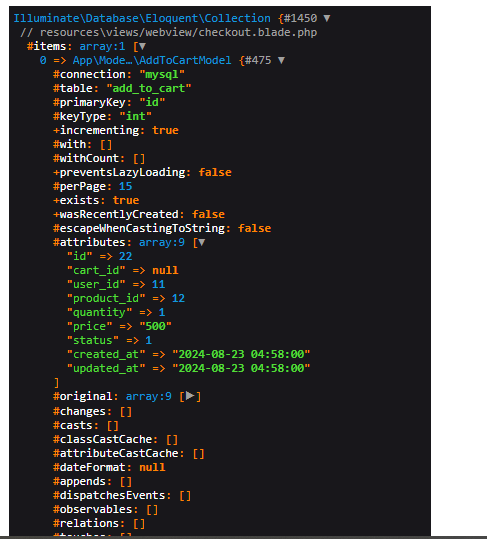 Illuminate\Database\Eloquent\Collection {#1450 ▼
// resources\views/webview/checkout.blade.php
#items: array:1 [▼
0 => App\Mode…\AddToCartModel {#475 ▼
#connection: "mysql"
#table: "add_to_cart"
#primaryKey: "id"
#keyType: "int"
+incrementing: true
#with: []
#withCount: []
+preventsLazyLoading: false
#perPage: 15
+exists: true
+wasRecentlyCreated: false
#escapeWhenCastingToString: false
#attributes: array:9 [▼
"id" => 22
"cart_id" => null
"user_id" => 11
"product_id" => 12
"quantity" => 1
"price" => "500"
"status" => 1
"created_at" => "2024-08-23 04:58:00"
"updated_at" => "2024-08-23 04:58:00"
]
#original: array:9 [▶]
#changes: []
#casts: []
#classCastCache: []
#attributeCastCache: []
#dateFormat: null
#appends: []
#dispatchesEvents: []
#observables: []
#relations: []